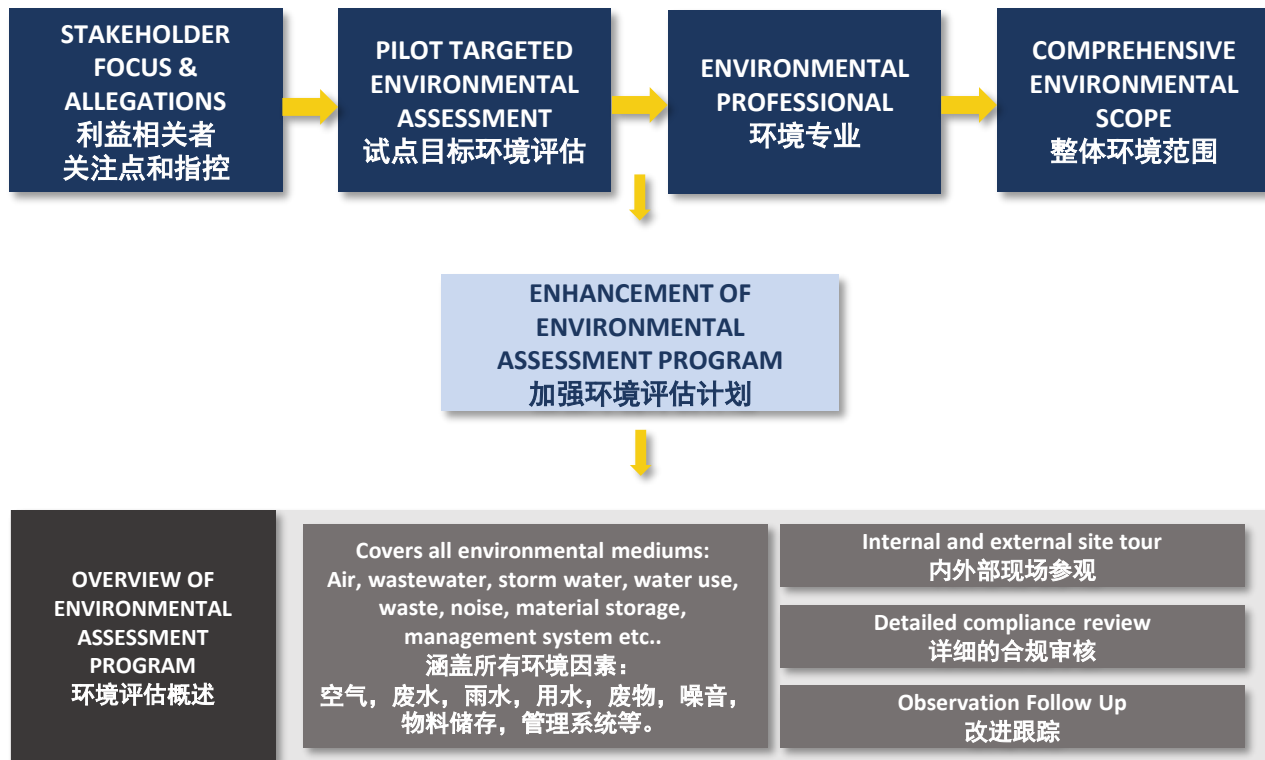 STAKEHOLDER
FOCUS &
ALLEGATIONS
利益相关者
关注点和指控
PILOT TARGETED
ENVIRONMENTAL
ASSESSMENT
试点目标环境评估
ENVIRONMENTAL
PROFESSIONAL
环境专业
COMPREHENSIVE
ENVIRONMENTAL
SCOPE
整体环境范围
ENHANCEMENT OF
ENVIRONMENTAL
ASSESSMENT PROGRAM
加强环境评估计划
OVERVIEW OF
ENVIRONMENTAL
ASSESSMENT
PROGRAM
环境评估概述
Covers all environmental mediums:
Air, wastewater, storm water, water use,
waste, noise, material storage,
management system etc..
涵盖所有环境因素：
空气，废水，雨水，用水，废物，噪音，
物料储存，管理系统等。
Internal and external site tour
内外部现场参观
Detailed compliance review
详细的合规审核
Observation Follow Up
改进跟踪